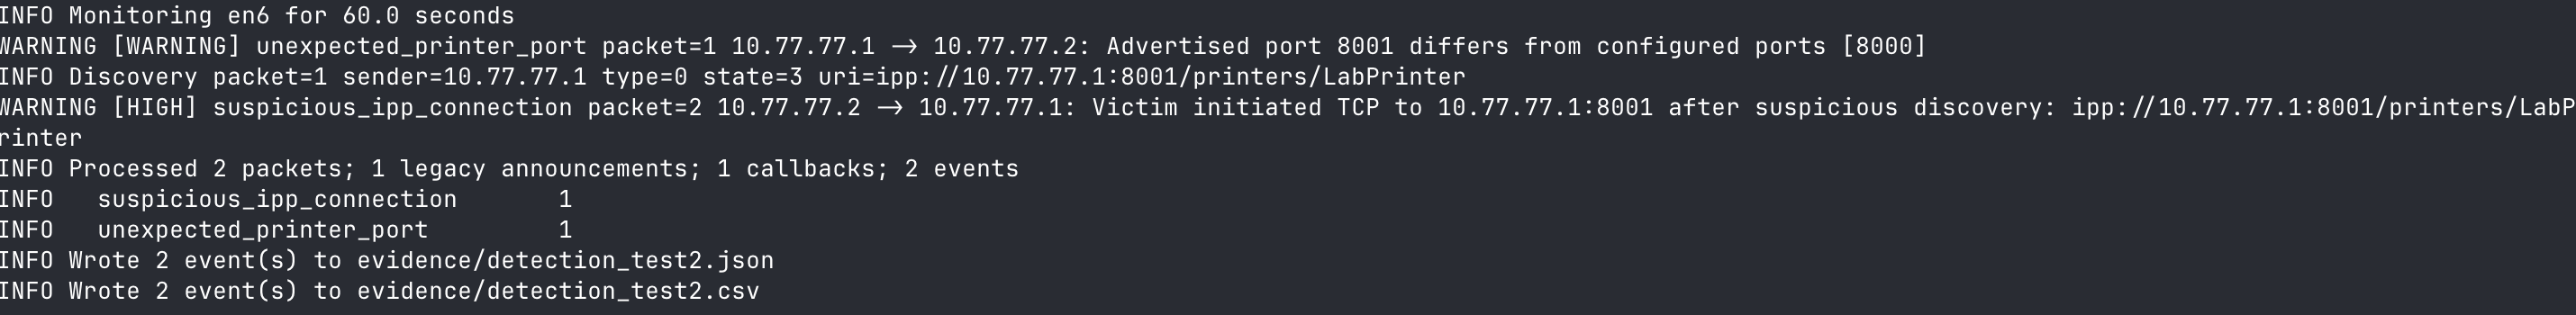 INFO Monitoring en6 for 60.0 seconds
WARNING [WARNING] unexpected_printer_port packet=1 10.77.77.1 -> 10.77.77.2: Advertised port 8001 differs from configured ports [8000]
INFO Discovery packet=1 sender=10.77.77.1 type=0 state=3 uri=ipp://10.77.77.1:8001/printers/LabPrinter
WARNING [HIGH] suspicious_ipp_connection packet=2 10.77.77.2 -> 10.77.77.1: Victim initiated TCP to 10.77.77.1:8001 after suspicious discovery: ipp://10.77.77.1:8001/printers/LabP
rinter
INFO Processed 2 packets; 1 legacy announcements; 1 callbacks; 2 events
INFO   suspicious_ipp_connection       1
INFO   unexpected_printer_port         1
INFO Wrote 2 event(s) to evidence/detection_test2.json
INFO Wrote 2 event(s) to evidence/detection_test2.csv